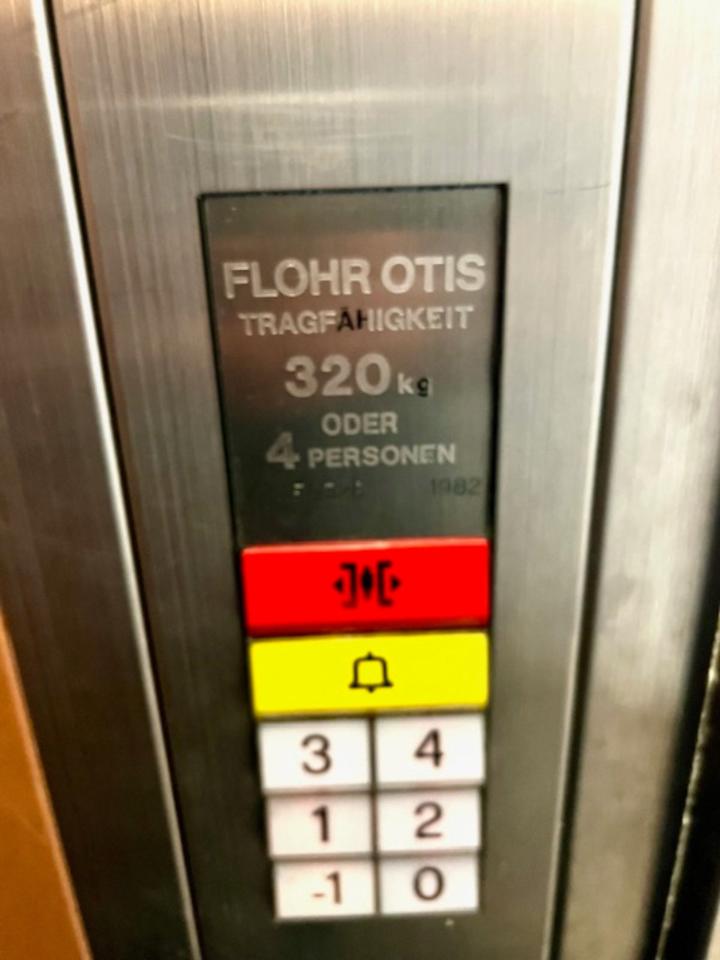 FLOHR OTIS
TRAGFÄHIGKEIT
320 kg
ODER
4 PERSONEN
1982
3 4
1 2
-1 0